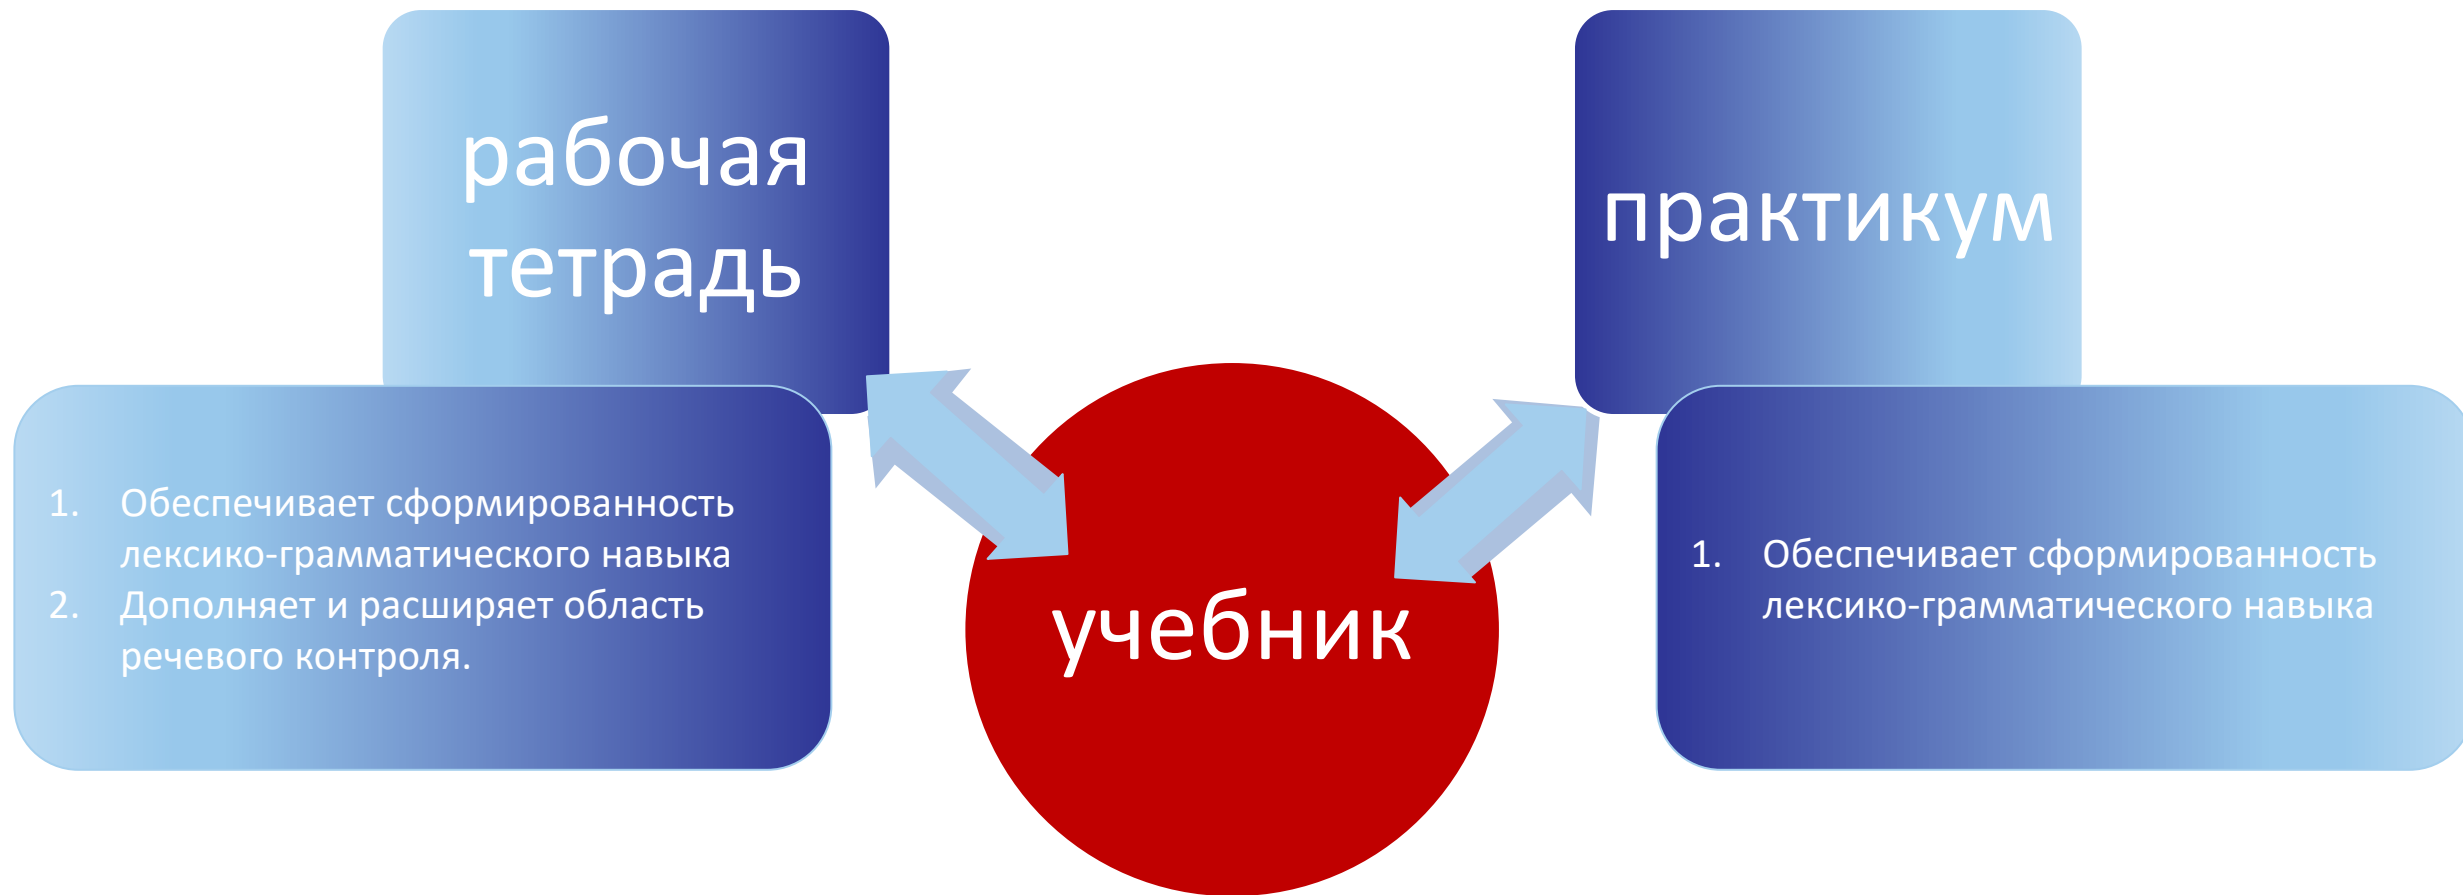 рабочая
тетрадь
1. Обеспечивает сформированность
лексико-грамматического навыка
2. Дополняет и расширяет область
речевого контроля.
учебник
практикум
1. Обеспечивает сформированность
лексико-грамматического навыка